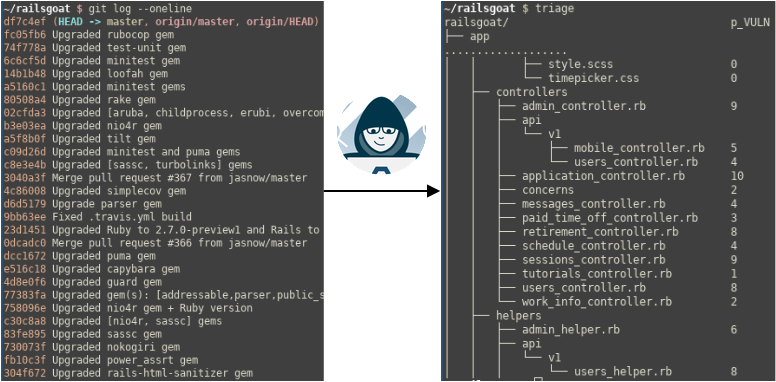 ~/railsgoat $ git log --oneline
df7c4ef (HEAD -> master, origin/master, origin/HEAD)
fc05fb6 Upgraded rubocop gem
74f778a Upgraded test-unit gem
6c6cf5d Upgraded minitest gem
14b1b48 Upgraded loofah gem
a5160c1 Upgraded minitest gems
80508a4 Upgraded rake gem
02cfda3 Upgraded [aruba, childprocess, erubi, overcom
b3e03ea Upgraded nio4r gem
a5f8b0f Upgraded tilt gem
c09d26d Upgraded minitest and puma gems
c8e3e4b Upgraded [sassc, turbolinks] gems
3040a3f Merge pull request #367 from jasnow/master
4c86008 Upgraded simplecov gem
d6d5179 Upgrade parser gem
9bb63ee Fixed .travis.yml build
23d1451 Upgraded Ruby to 2.7.0-preview1 and Rails to
0dcadc0 Merge pull request #366 from jasnow/master
dcc1672 Upgraded puma gem
e516c18 Upgraded capybara gem
4d8e0f6 Upgraded guard gem
77383fa Upgraded gem(s): [addressable,parser,public_s
758096e Upgraded nio4r gem + Ruby version
c30c8a8 Upgraded [nio4r, sassc] gems
83fe895 Upgraded sassc gem
730073f Upgraded nokogiri gem
fb10c3f Upgraded power_assrt gem
304f672 Upgraded rails-html-sanitizer gem
~/railsgoat $ triage
railsgoat/ p_VULN
├── app
...................
├── style.scss 0
└── timepicker.css 0
├── controllers
├── admin_controller.rb 9
├── api
└── v1
├── mobile_controller.rb 5
└── users_controller.rb 4
├── application_controller.rb 10
├── concerns 2
├── messages_controller.rb 4
├── paid_time_off_controller.rb 3
├── retirement_controller.rb 8
├── schedule_controller.rb 4
├── sessions_controller.rb 9
├── tutorials_controller.rb 1
├── users_controller.rb 8
└── work_info_controller.rb 2
├── helpers
├── admin_helper.rb 6
├── api
└── v1
└── users_helper.rb 8